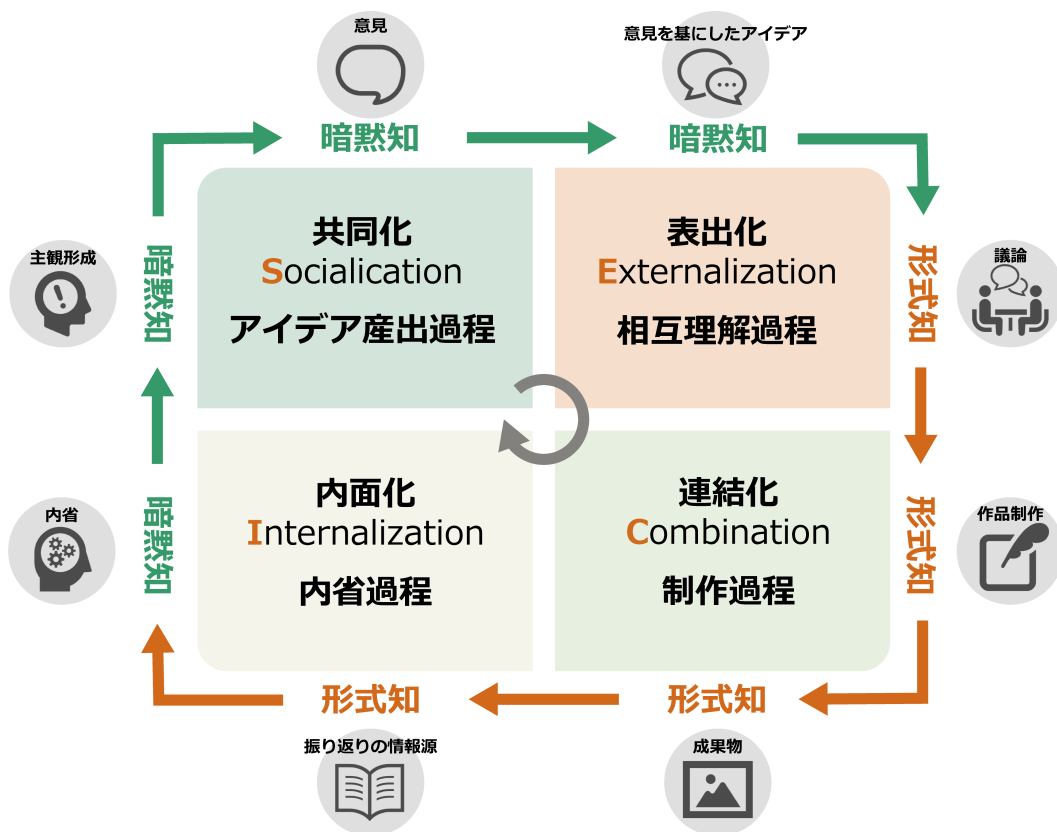 意見
意見を基にしたアイデア
暗黙知
暗黙知
共同化
Socialication
アイデア産出過程
表出化
Externalization
相互理解過程
主観形成
暗黙知
形式知
議論
内面化
Internalization
内省過程
連結化
Combination
制作過程
内省
暗黙知
形式知
作品制作
形式知
形式知
振り返りの情報源
成果物